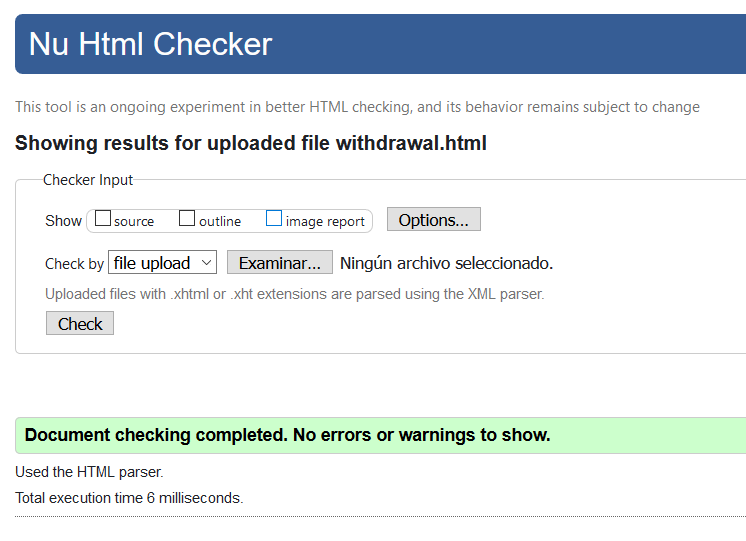 Nu Html Checker
This tool is an ongoing experiment in better HTML checking, and its behavior remains subject to change
Showing results for uploaded file withdrawal.html
Checker Input
Show source outline image report Options...
Check by file upload Examinar... Ningún archivo seleccionado.
Uploaded files with .xhtml or .xht extensions are parsed using the XML parser.
Check
Document checking completed. No errors or warnings to show.
Used the HTML parser.
Total execution time 6 milliseconds.